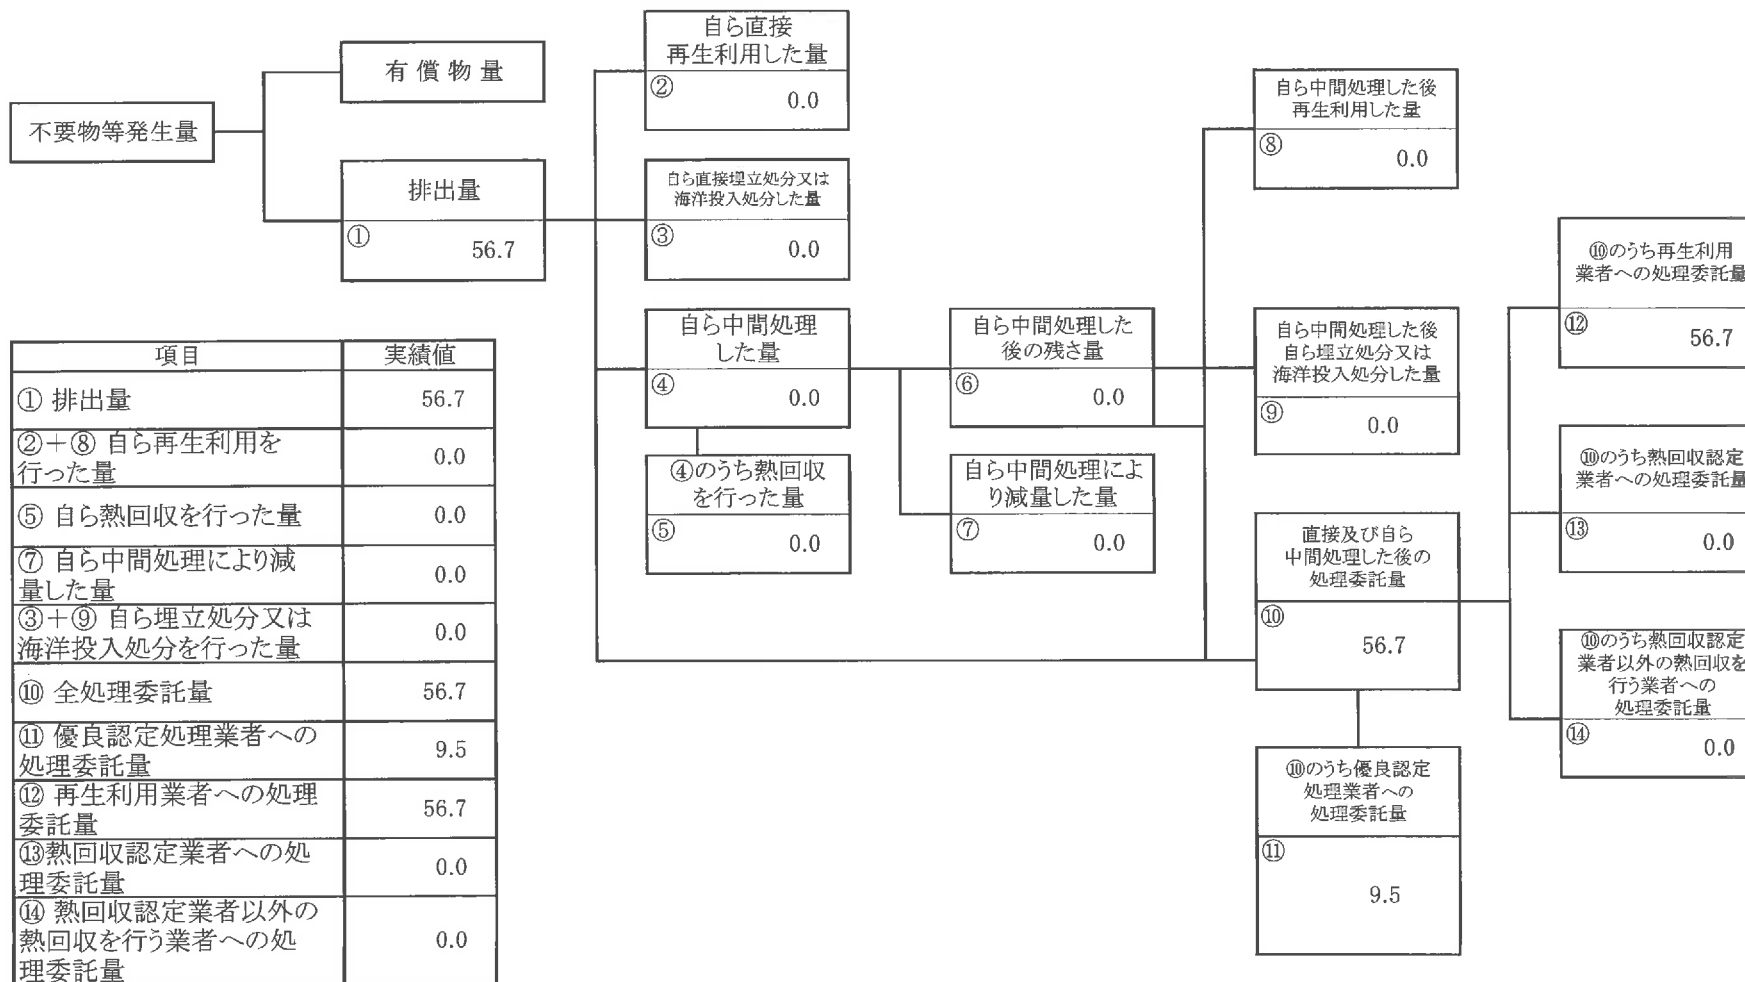 不要物等発生量
有償物量
排出量
①
56.7
自ら直接
再生利用した量
②
0.0
自ら直接埋立処分又は
海洋投入処分した量
③
0.0
自ら中間処理
した量
④
0.0
④のうち熱回収
を行った量
⑤
0.0
自ら中間処理した
後の残さ量
⑥
0.0
自ら中間処理によ
り減量した量
⑦
0.0
自ら中間処理した後
再生利用した量
⑧
0.0
自ら中間処理した後
自ら埋立処分又は
海洋投入処分した量
⑨
0.0
直接及び自ら
中間処理した後の
処理委託量
⑩
56.7
⑩のうち優良認定
処理業者への
処理委託量
⑪
9.5
⑩のうち再生利用
業者への処理委託量
⑫
56.7
⑩のうち熱回収認定
業者への処理委託量
⑬
0.0
⑩のうち熱回収認定
業者以外の熱回収を
行う業者への
処理委託量
⑭
0.0
項目 実績値
① 排出量 56.7
②+⑧ 自ら再生利用を
行った量 0.0
⑤ 自ら熱回収を行った量 0.0
⑦ 自ら中間処理により減
量した量 0.0
③+⑨ 自ら埋立処分又は
海洋投入処分を行った量 0.0
⑩ 全処理委託量 56.7
⑪ 優良認定処理業者への
処理委託量 9.5
⑫ 再生利用業者への処理
委託量 56.7
⑬熱回収認定業者への処
理委託量 0.0
⑭ 熱回収認定業者以外の
熱回収を行う業者への処
理委託量 0.0